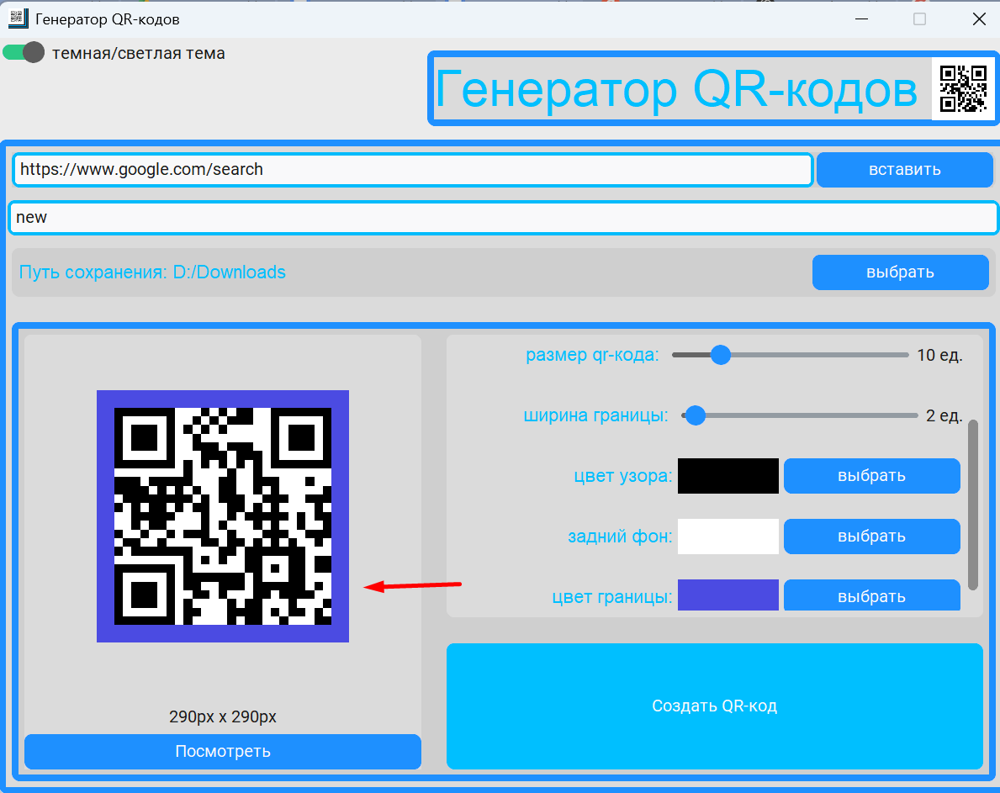 Генератор QR-кодов
темная/светлая тема
Генератор QR-кодов
https://www.google.com/search
вставить
new
Путь сохранения: D:/Downloads
выбрать
размер qr-кода: 10 ед.
ширина границы: 2 ед.
цвет узора: выбрать
задний фон: выбрать
цвет границы: выбрать
290px x 290px
Посмотреть
Создать QR-код